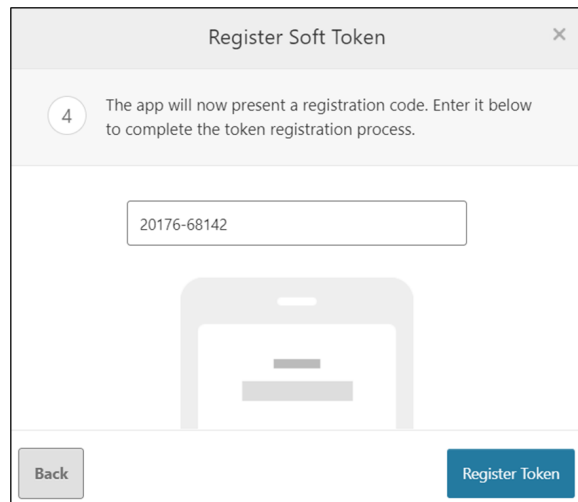 Register Soft Token
×
4
The app will now present a registration code. Enter it below
to complete the token registration process.
20176-68142
Back
Register Token